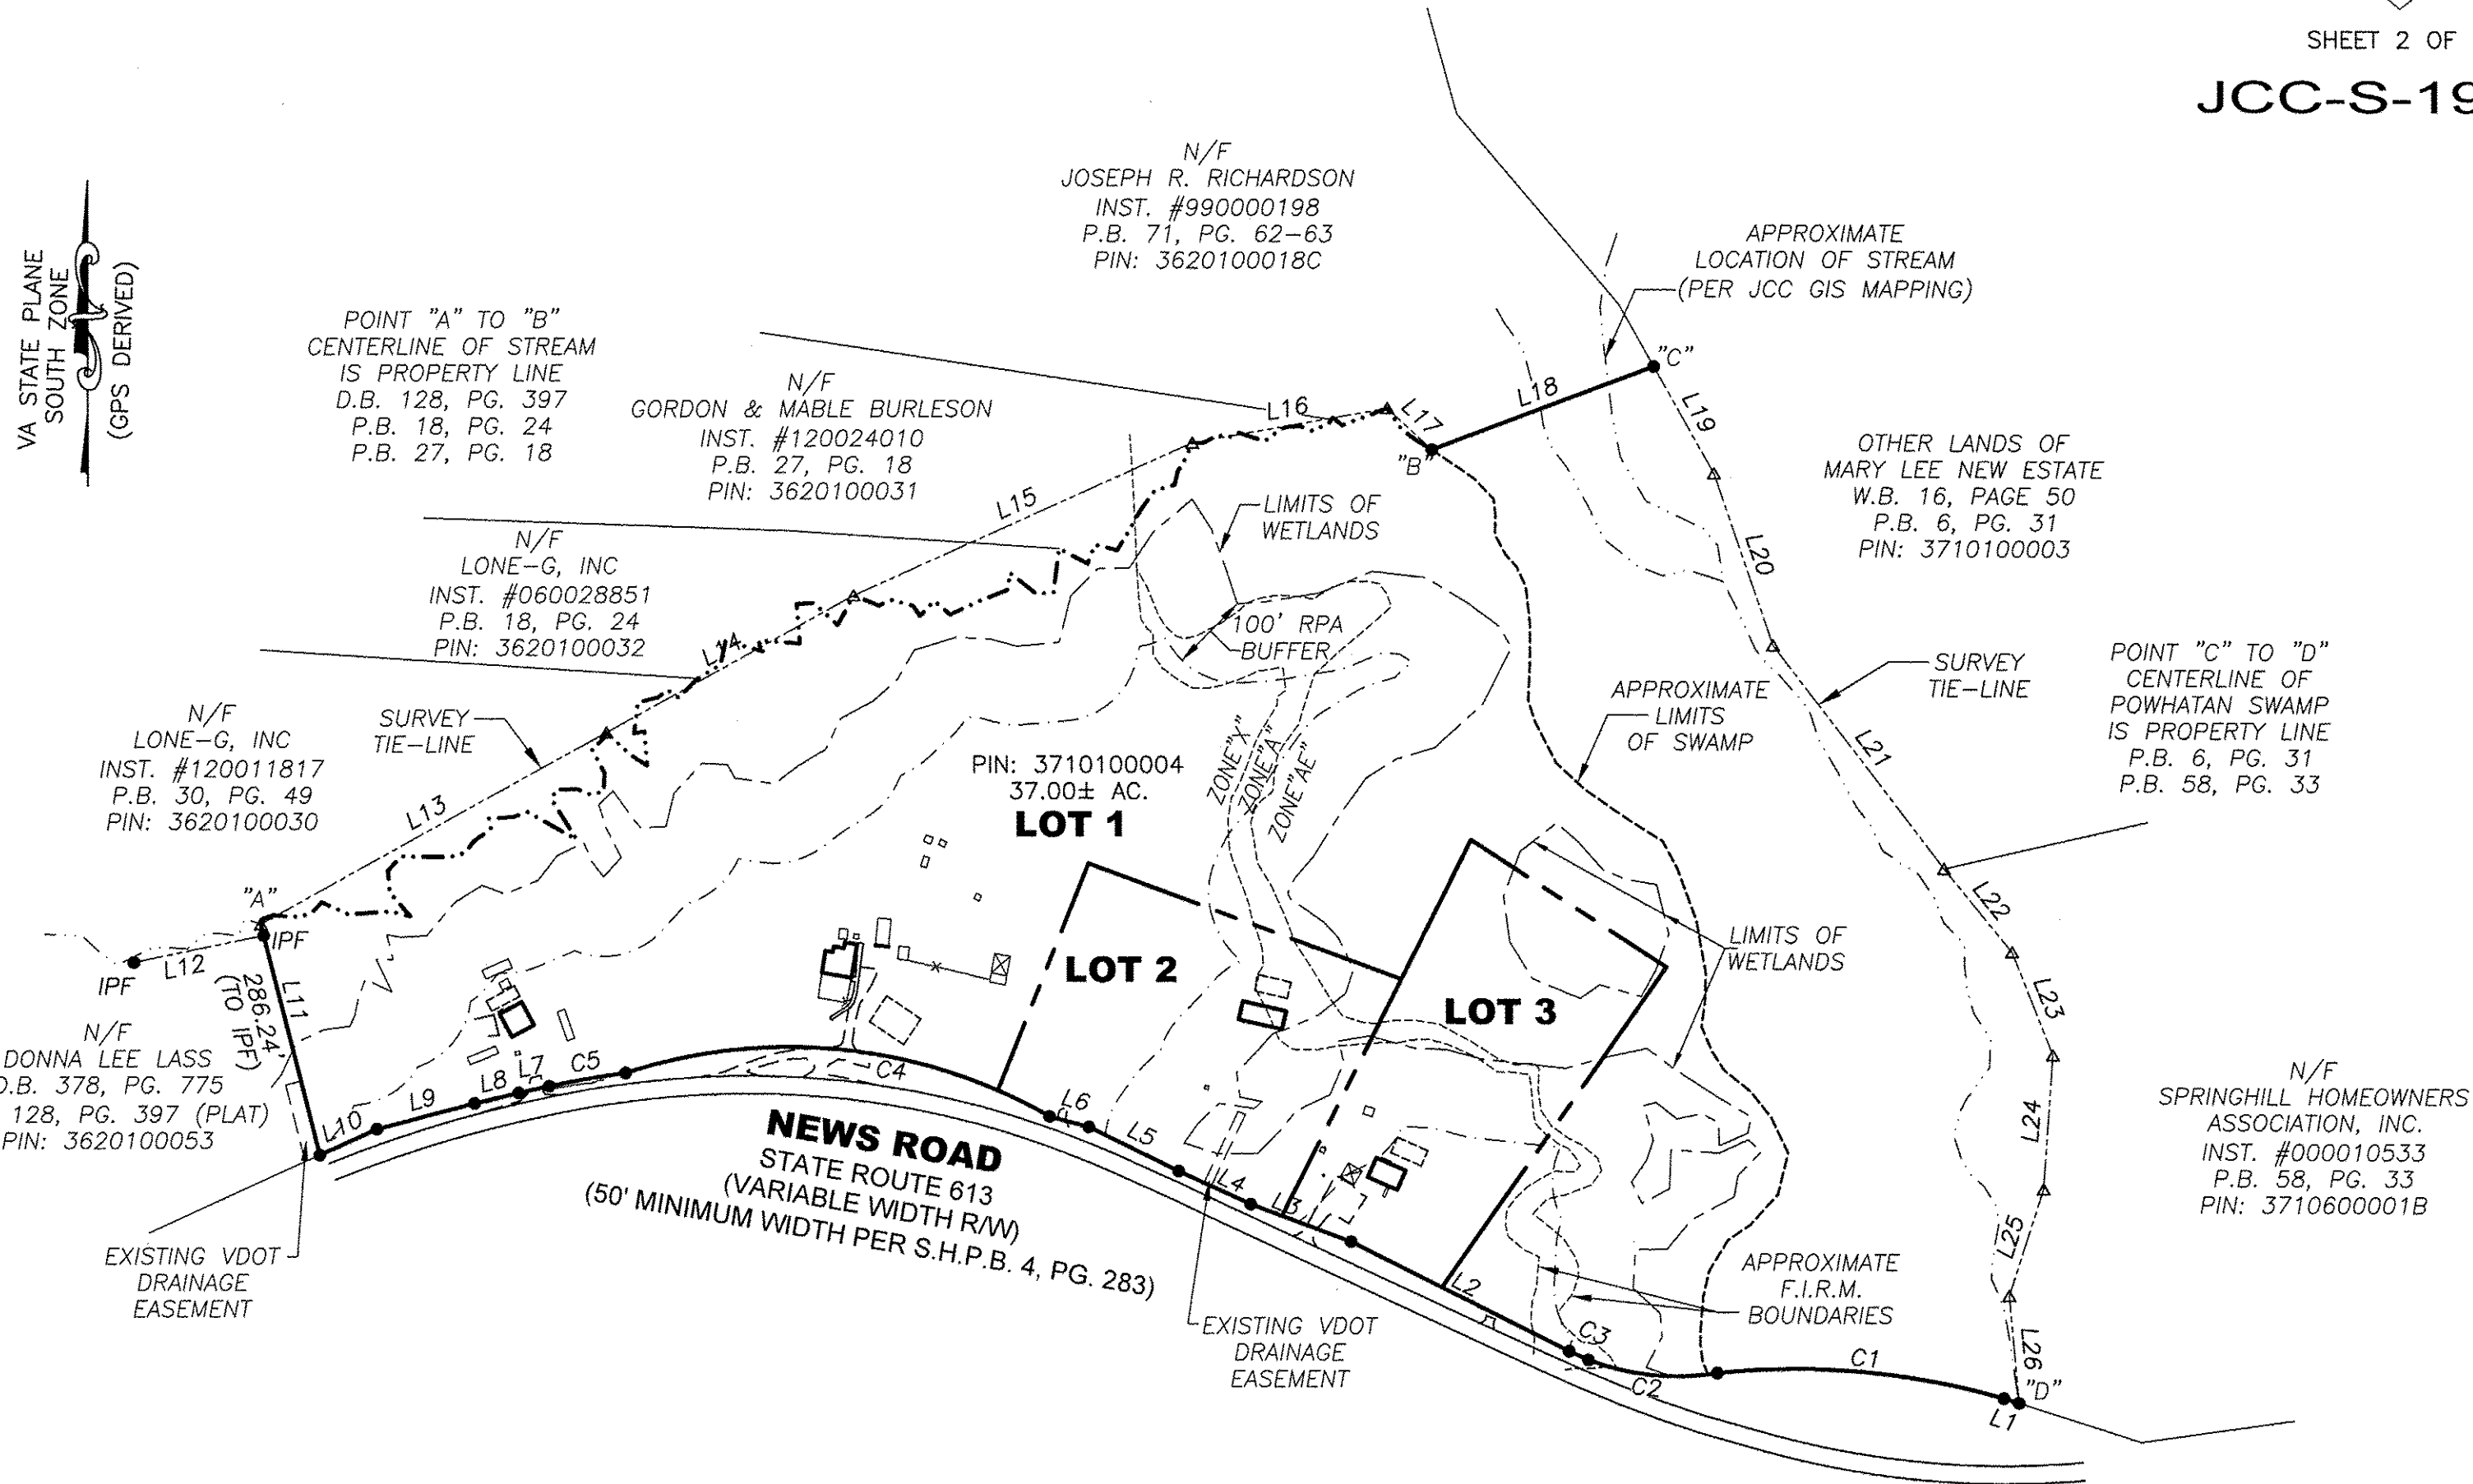 SHEET 2 OF
JCC-S-19
VA STATE PLANE
SOUTH ZONE
(GPS DERIVED)
N/F
JOSEPH R. RICHARDSON
INST. #990000198
P.B. 71, PG. 62-63
PIN: 3620100018C
APPROXIMATE
LOCATION OF STREAM
(PER JCC GIS MAPPING)
POINT "A" TO "B"
CENTERLINE OF STREAM
IS PROPERTY LINE
D.B. 128, PG. 397
P.B. 18, PG. 24
P.B. 27, PG. 18
N/F
GORDON & MABLE BURLESON
INST. #120024010
P.B. 27, PG. 18
PIN: 3620100031
L16
L17
"B"
L18
"C"
L19
OTHER LANDS OF
MARY LEE NEW ESTATE
W.B. 16, PAGE 50
P.B. 6, PG. 31
PIN: 3710100003
L15
LIMITS OF
WETLANDS
L20
N/F
LONE-G, INC
INST. #060028851
P.B. 18, PG. 24
PIN: 3620100032
L14
100' RPA
BUFFER
SURVEY
TIE-LINE
POINT "C" TO "D"
CENTERLINE OF
POWHATAN SWAMP
IS PROPERTY LINE
P.B. 6, PG. 31
P.B. 58, PG. 33
APPROXIMATE
LIMITS
OF SWAMP
L21
N/F
LONE-G, INC
INST. #120011817
P.B. 30, PG. 49
PIN: 3620100030
SURVEY
TIE-LINE
L13
PIN: 3710100004
37.00± AC.
LOT 1
ZONE"X"
ZONE"A"
ZONE"AE"
"A"
IPF
L12
IPF
L11
286.24'
(TO IPF)
LOT 2
LOT 3
LIMITS OF
WETLANDS
L22
L23
L24
L25
L26
N/F
DONNA LEE LASS
D.B. 378, PG. 775
128, PG. 397 (PLAT)
PIN: 3620100053
L10
L9
L8
L7
C5
C4
L6
L5
L4
L3
L2
C3
C2
C1
L1
"D"
NEWS ROAD
STATE ROUTE 613
(VARIABLE WIDTH R/W)
(50' MINIMUM WIDTH PER S.H.P.B. 4, PG. 283)
N/F
SPRINGHILL HOMEOWNERS
ASSOCIATION, INC.
INST. #000010533
P.B. 58, PG. 33
PIN: 3710600001B
EXISTING VDOT
DRAINAGE
EASEMENT
EXISTING VDOT
DRAINAGE
EASEMENT
APPROXIMATE
F.I.R.M.
BOUNDARIES